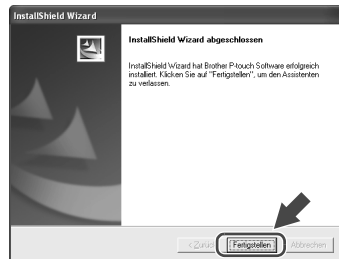 InstallShield Wizard
InstallShield Wizard abgeschlossen
InstallShield Wizard hat Brother P-touch Software erfolgreich
installiert. Klicken Sie auf "Fertigstellen", um den Assistenten
zu verlassen.
< Zurück Fertigstellen Abbrechen